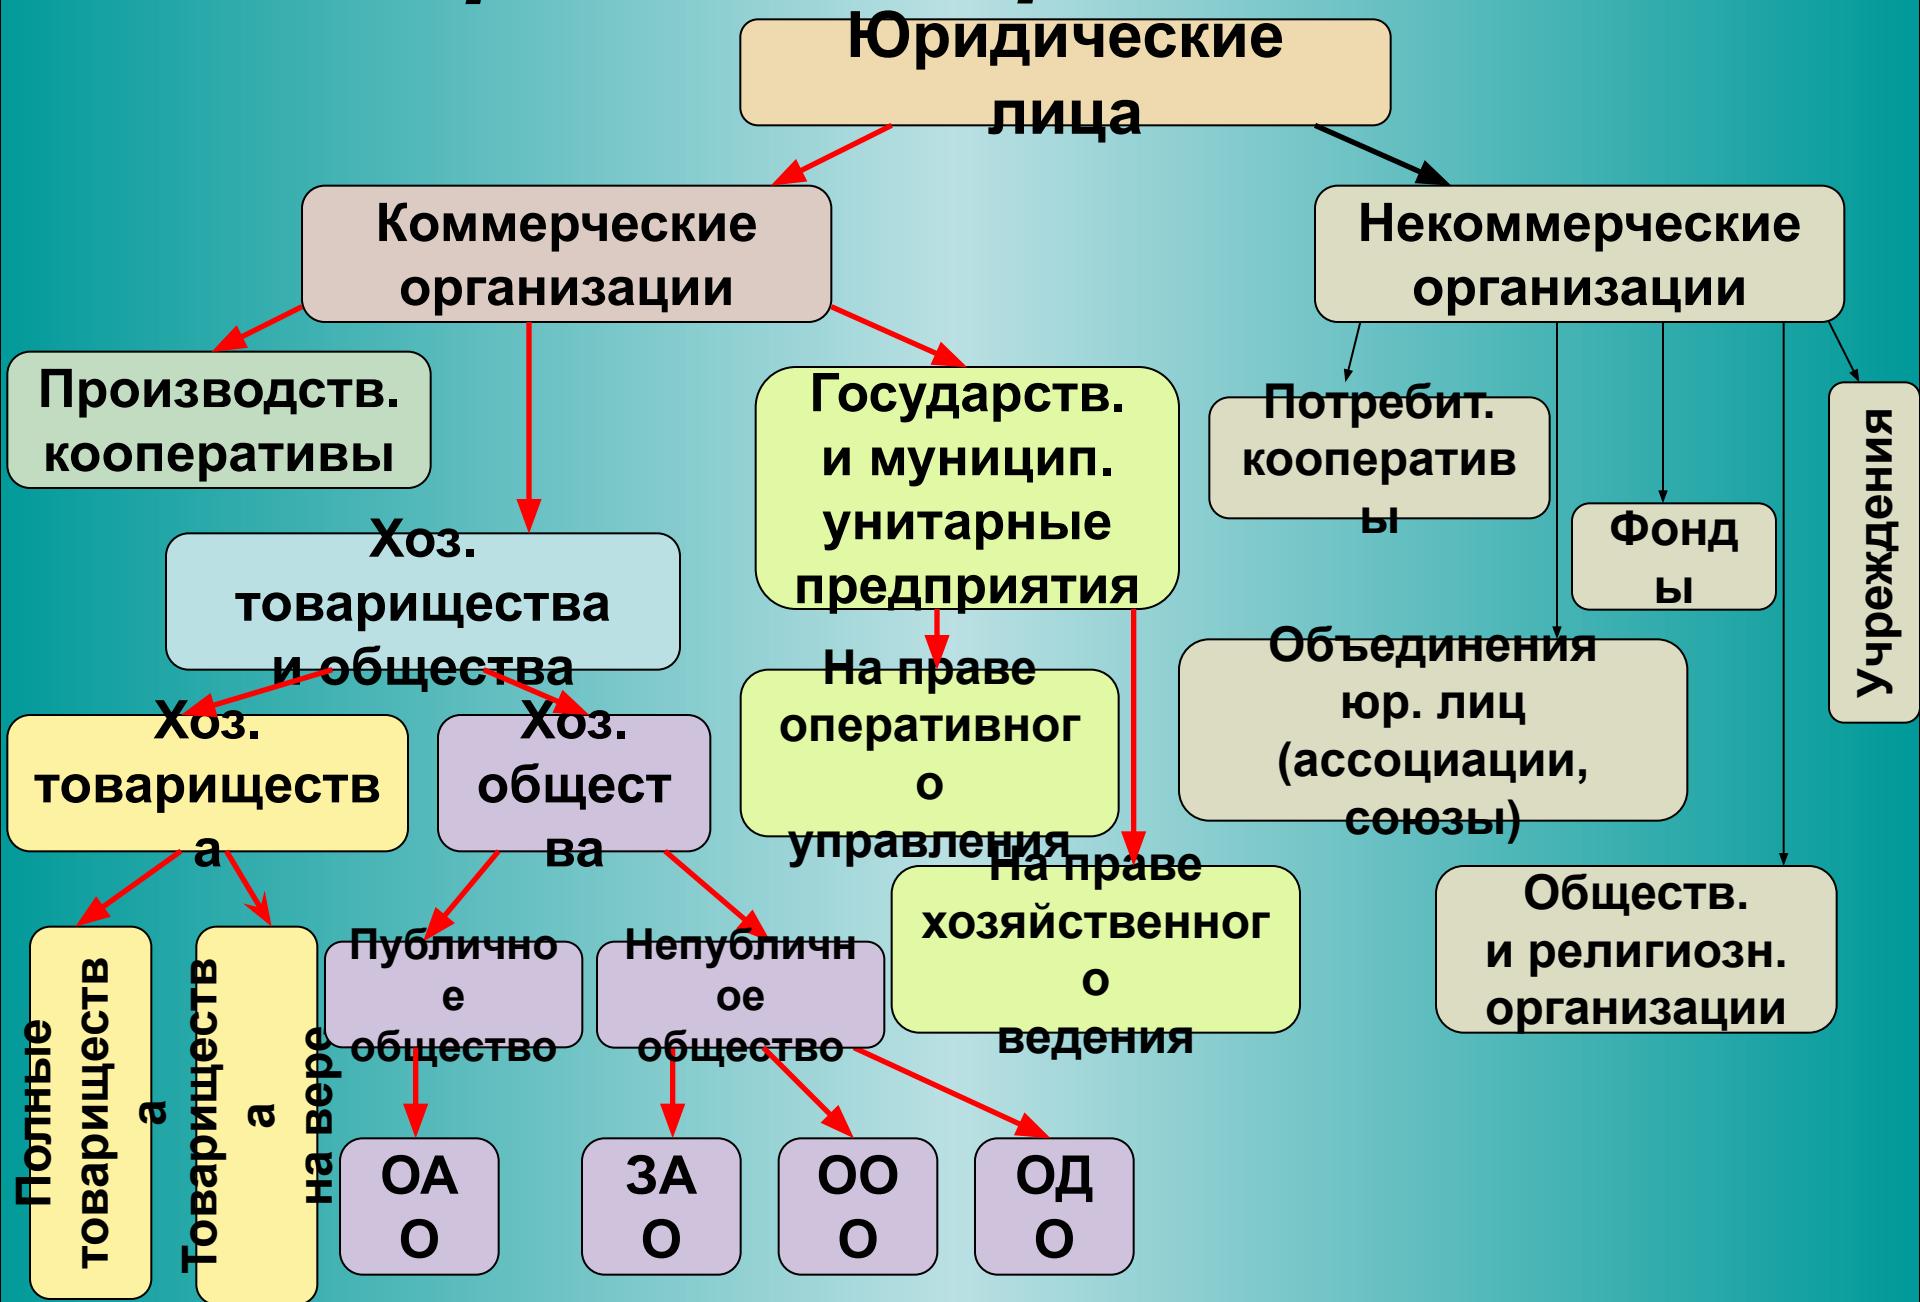 Юридические
лица
Коммерческие
организации
Некоммерческие
организации
Производств.
кооперативы
Государств.
и муницип.
унитарные
предприятия
Потребит.
кооператив
ы
Учреждения
Фонд
ы
Хоз.
товарищества
и общества
Объединения
юр. лиц
(ассоциации,
союзы)
На праве
оперативног
о
управления
Хоз.
товариществ
а
Хоз.
общест
ва
На праве
хозяйственног
о
ведения
Обществ.
и религиозн.
организации
Полные
товариществ
а
Товариществ
а
на вере
Публично
е
общество
Непубличн
ое
общество
ОА
О
ЗА
О
ОО
О
ОД
О